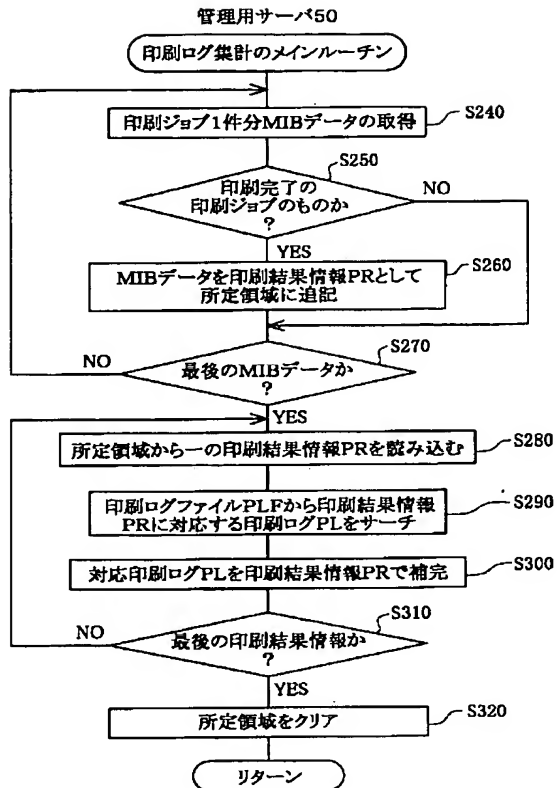 管理用サーバ50
印刷ログ集計のメインルーチン
印刷ジョブ1件分MIBデータの取得
S240
S250
印刷完了の
印刷ジョブのものか
?
NO
YES
MIBデータを印刷結果情報PRとして
所定領域に追記
S260
S270
最後のMIBデータか
?
NO
YES
所定領域から一の印刷結果情報PRを読み込む
S280
印刷ログファイルPLFから印刷結果情報
PRに対応する印刷ログPLをサーチ
S290
対応印刷ログPLを印刷結果情報PRで補完
S300
S310
最後の印刷結果情報か
?
NO
YES
所定領域をクリア
S320
リターン